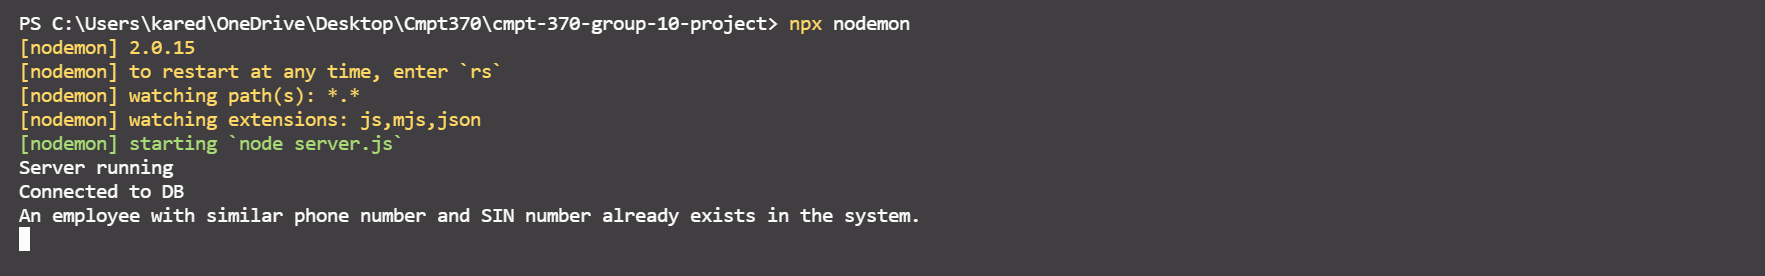 PS C:\Users\kared\OneDrive\Desktop\Cmpt370\cmpt-370-group-10-project> npx nodemon
[nodemon] 2.0.15
[nodemon] to restart at any time, enter `rs`
[nodemon] watching path(s): *.*
[nodemon] watching extensions: js,mjs,json
[nodemon] starting `node server.js`
Server running
Connected to DB
An employee with similar phone number and SIN number already exists in the system.